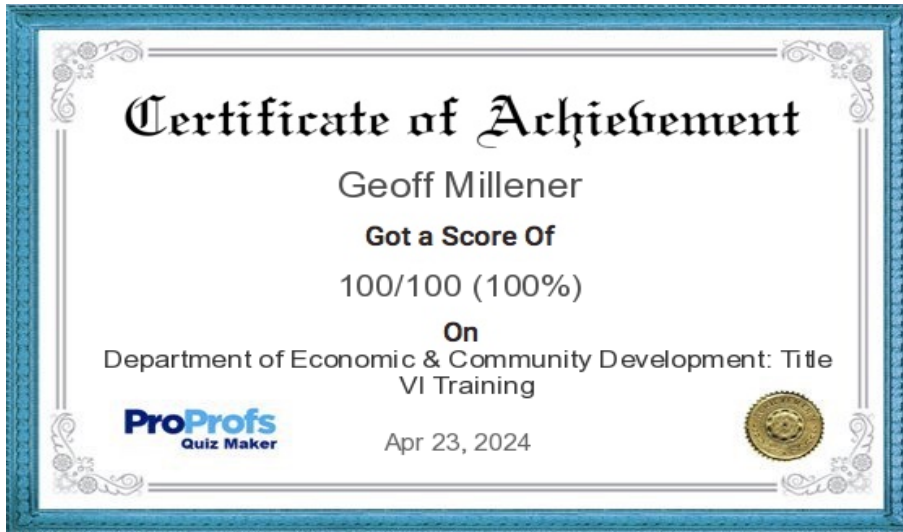 Certificate of Achievement
Geoff Millener
Got a Score Of
100/100 (100%)
On
Department of Economic & Community Development: Title
VI Training
ProProfs
Quiz Maker
Apr 23, 2024